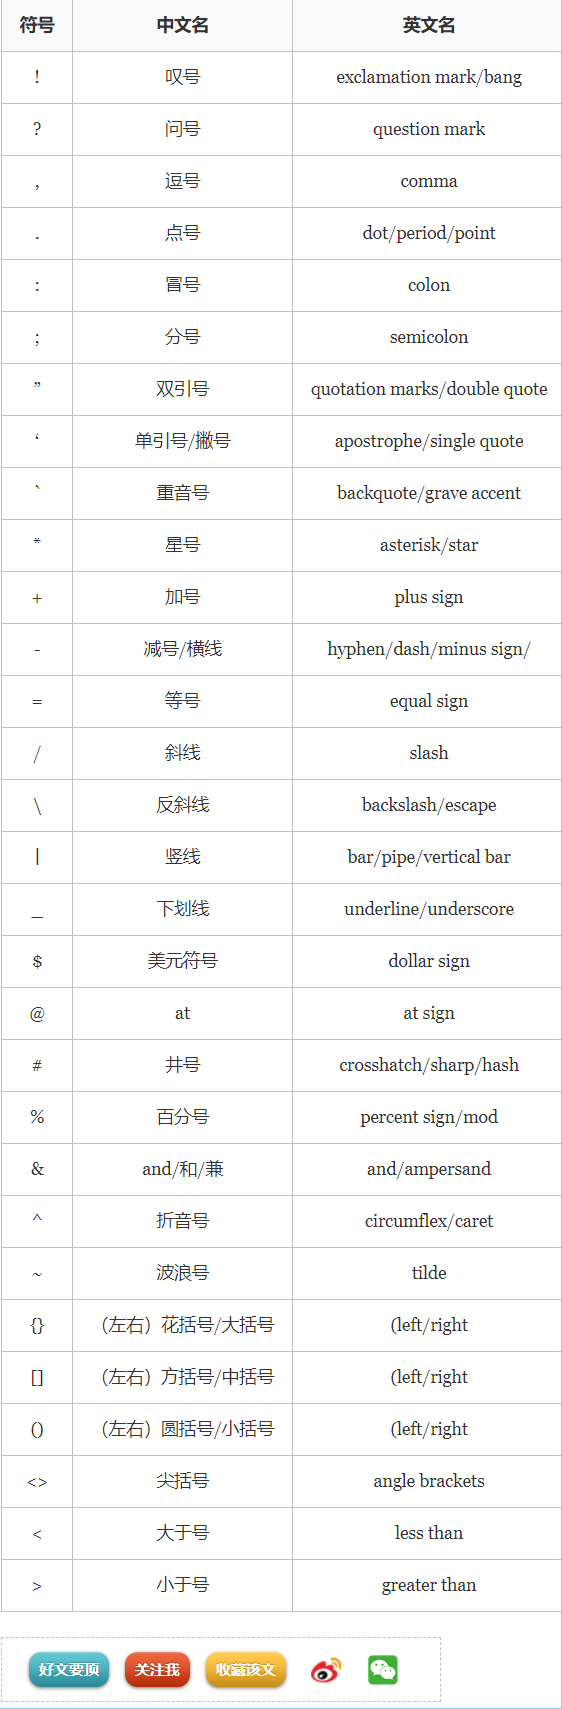 符号 中文名 英文名
! 叹号 exclamation mark/bang
? 问号 question mark
, 逗号 comma
. 点号 dot/period/point
: 冒号 colon
; 分号 semicolon
” 双引号 quotation marks/double quote
‘ 单引号/撇号 apostrophe/single quote
` 重音号 backquote/grave accent
* 星号 asterisk/star
+ 加号 plus sign
- 减号/横线 hyphen/dash/minus sign/
= 等号 equal sign
/ 斜线 slash
\ 反斜线 backslash/escape
| 竖线 bar/pipe/vertical bar
_ 下划线 underline/underscore
$ 美元符号 dollar sign
@ at at sign
# 井号 crosshatch/sharp/hash
% 百分号 percent sign/mod
& and/和/兼 and/ampersand
^ 折音号 circumflex/caret
~ 波浪号 tilde
{} （左右）花括号/大括号 (left/right
[] （左右）方括号/中括号 (left/right
() （左右）圆括号/小括号 (left/right
<> 尖括号 angle brackets
< 大于号 less than
> 小于号 greater than
好文要顶 关注我 收藏该文